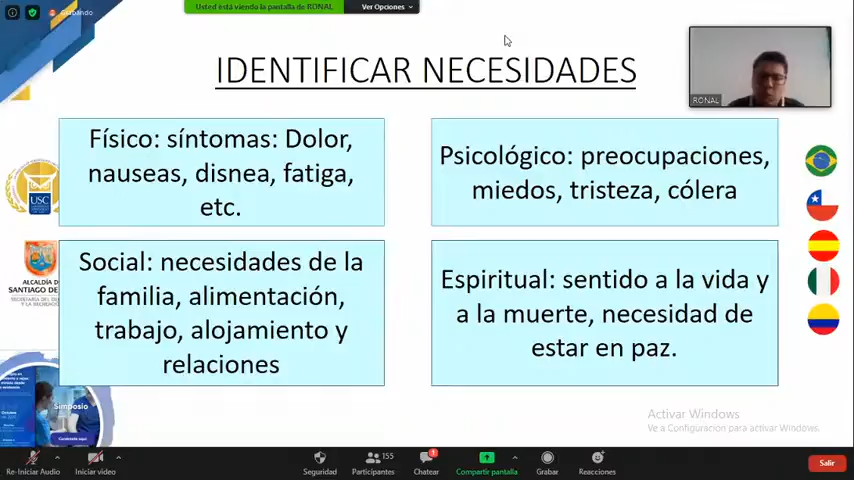 Grabando
Usted está viendo la pantalla de RONAL
Ver Opciones
IDENTIFICAR NECESIDADES
RONAL
Físico: síntomas: Dolor,
nauseas, disnea, fatiga,
etc.
Psicológico: preocupaciones,
miedos, tristeza, cólera
Social: necesidades de la
familia, alimentación,
trabajo, alojamiento y
relaciones
Espiritual: sentido a la vida y
a la muerte, necesidad de
estar en paz.
USC
ALCALDÍA D
SANTIAGO DE
Simposio
Activar Windows
Ve a Configuración para activar Windows.
Re-Iniciar Audio
Iniciar video
Seguridad
155
Participantes
1
Chatear
Compartir pantalla
Grabar
Reacciones
Salir